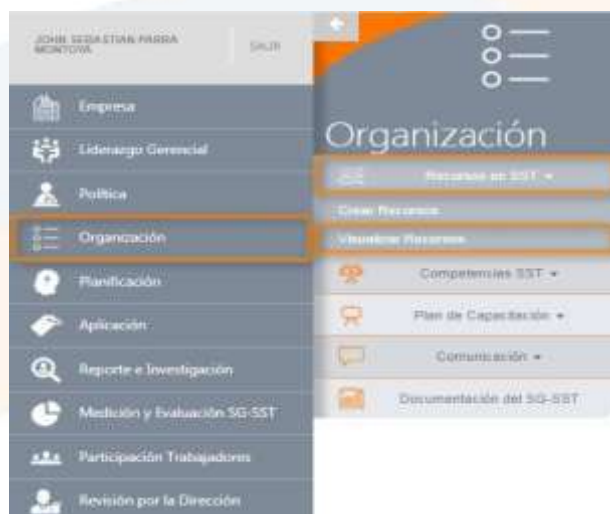 JOHN SEBASTIAN PARRA
MONTOYA
SALIR
Empresa
Liderazgo Gerencial
Política
Organización
Planificación
Aplicación
Reporte e Investigación
Medición y Evaluación SG-SST
Participación Trabajadores
Revisión por la Dirección
Organización
Recursos en SST
Crear Recursos
Visualizar Recursos
Competencias SST
Plan de Capacitación
Comunicación
Documentación del SG-SST